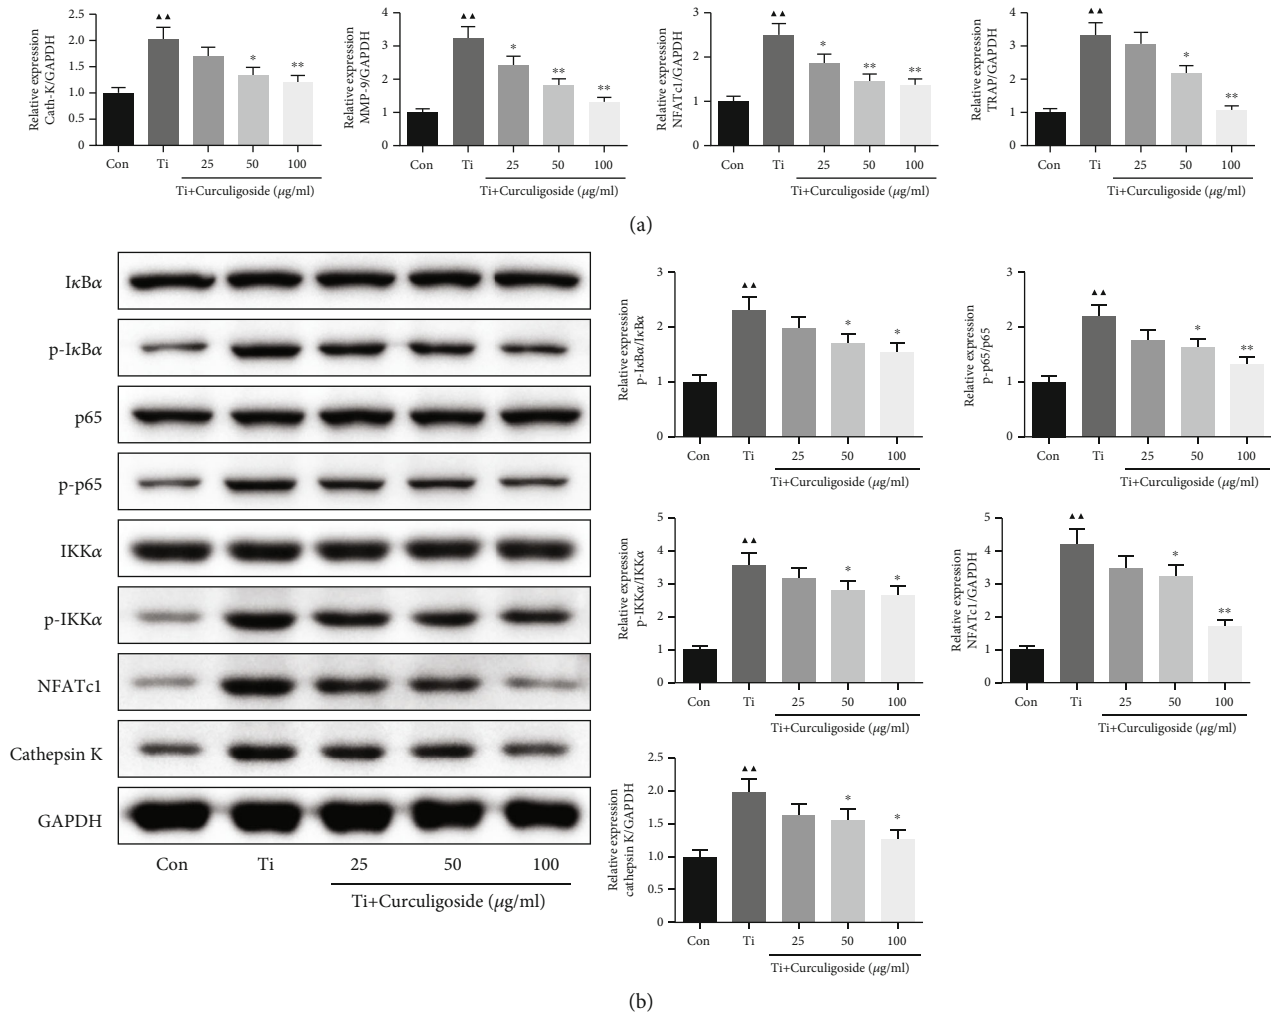 Relative expression
Cath-K/GAPDH
2.5
2.0
1.5
1.0
0.5
0
▲▲
*
**
Con
Ti
25
50
100
Ti+Curculigoside (μg/ml)
Relative expression
MMP-9/GAPDH
4
3
2
1
0
▲▲
*
**
**
Con
Ti
25
50
100
Ti+Curculigoside (μg/ml)
Relative expression
NFATc1/GAPDH
3
2
1
0
▲▲
*
**
**
Con
Ti
25
50
100
Ti+Curculigoside (μg/ml)
Relative expression
TRAP/GAPDH
4
3
2
1
0
▲▲
*
**
Con
Ti
25
50
100
Ti+Curculigoside (μg/ml)
(a)
IκBα
p-IκBα
p65
p-p65
IKKα
p-IKKα
NFATc1
Cathepsin K
GAPDH
Con
Ti
25
50
100
Ti+Curculigoside (μg/ml)
Relative expression
p-IκBα/IκBα
3
2
1
0
▲▲
*
*
Con
Ti
25
50
100
Ti+Curculigoside (μg/ml)
Relative expression
p-p65/p65
3
2
1
0
▲▲
*
**
Con
Ti
25
50
100
Ti+Curculigoside (μg/ml)
Relative expression
p-IKKα/IKKα
5
4
3
2
1
0
▲▲
*
*
Con
Ti
25
50
100
Ti+Curculigoside (μg/ml)
Relative expression
NFATc1/GAPDH
5
4
3
2
1
0
▲▲
*
**
Con
Ti
25
50
100
Ti+Curculigoside (μg/ml)
Relative expression
cathepsin K/GAPDH
2.5
2.0
1.5
1.0
0.5
0
▲▲
*
*
Con
Ti
25
50
100
Ti+Curculigoside (μg/ml)
(b)